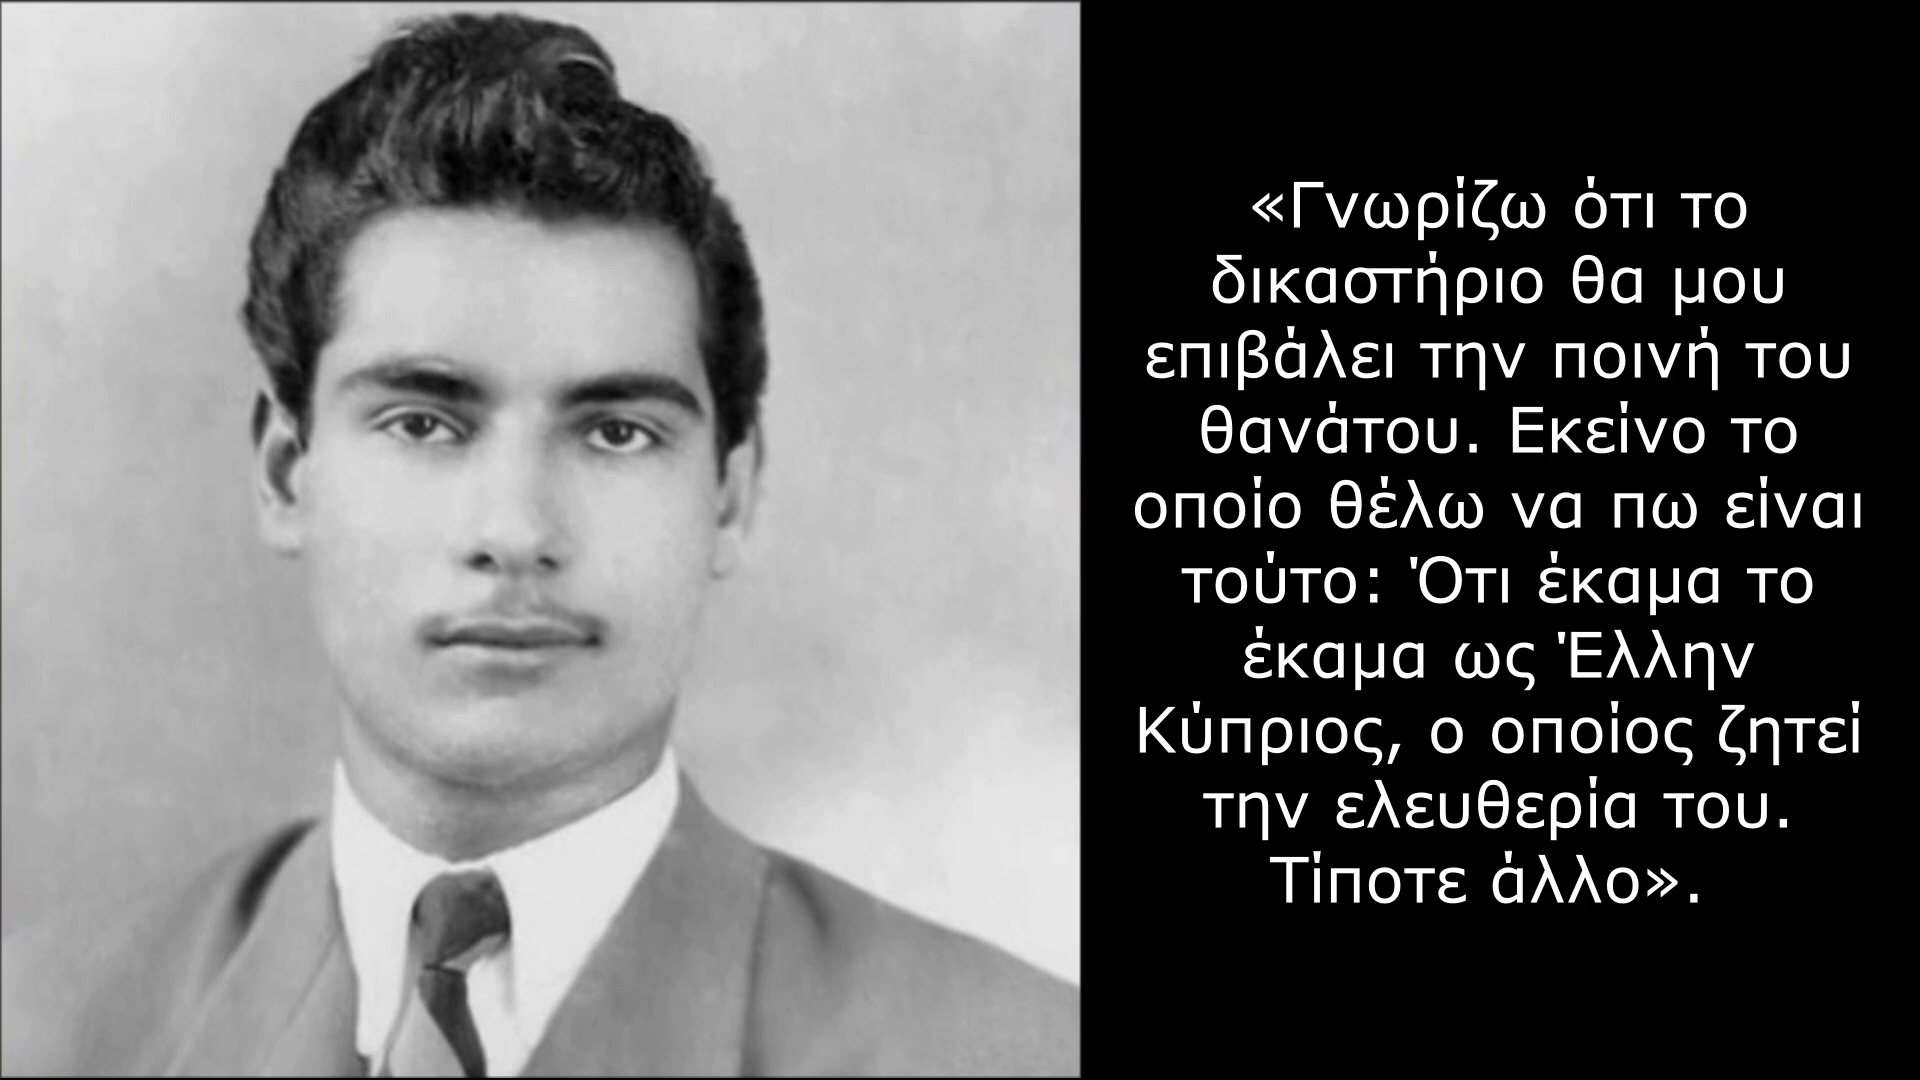 «Γνωρίζω ότι το
δικαστήριο θα μου
επιβάλει την ποινή του
θανάτου. Εκείνο το
οποίο θέλω να πω είναι
τούτο: Ότι έκαμα το
έκαμα ως Έλλην
Κύπριος, ο οποίος ζητεί
την ελευθερία του.
Τίποτε άλλο».